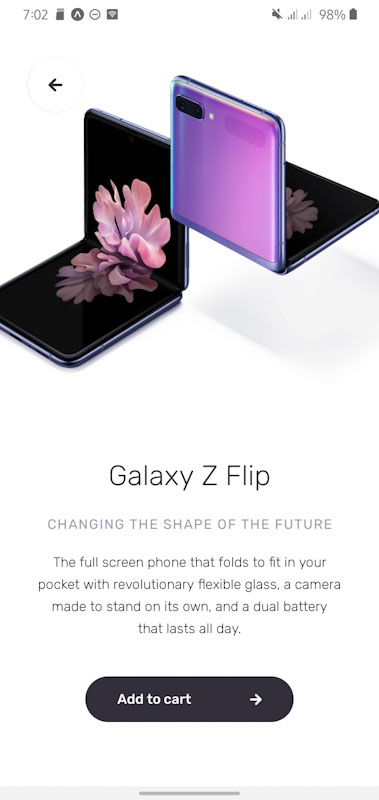 7:02 98%
Galaxy Z Flip
CHANGING THE SHAPE OF THE FUTURE
The full screen phone that folds to fit in your
pocket with revolutionary flexible glass, a camera
made to stand on its own, and a dual battery
that lasts all day.
Add to cart